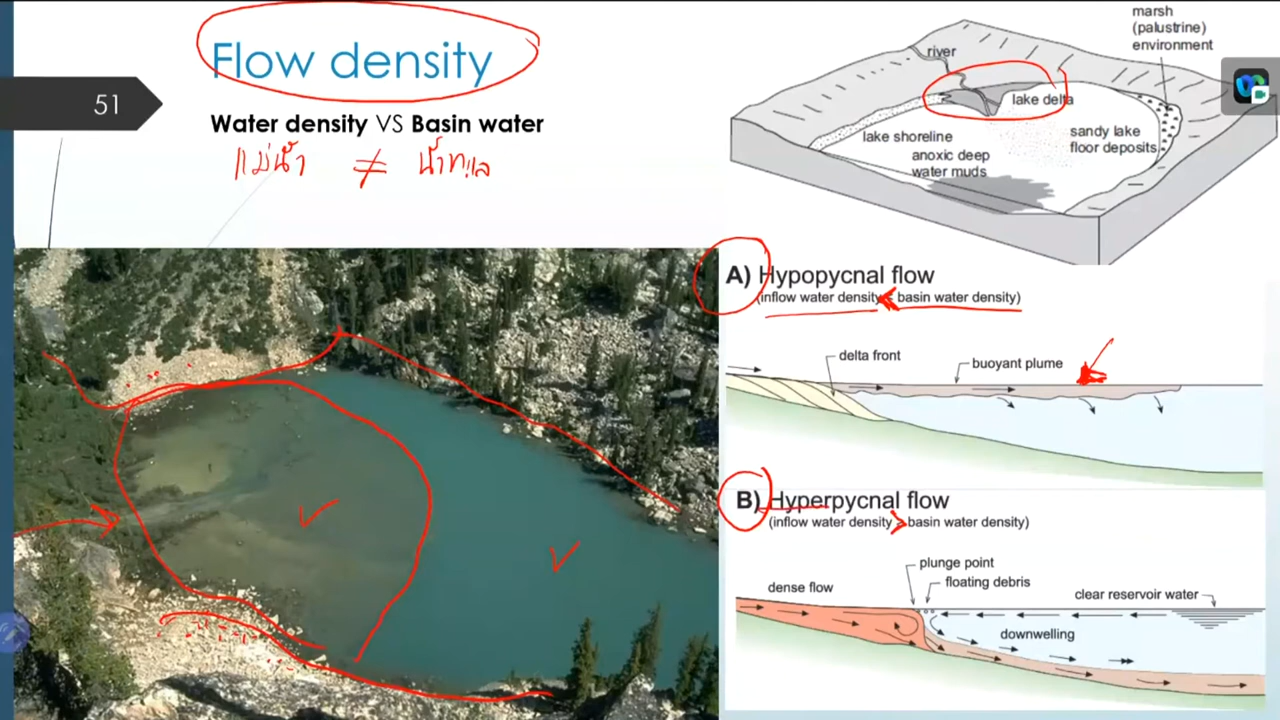 Flow density
51
Water density VS Basin water
แม่น้ำ ≠ น้ำทะเล
marsh
(palustrine)
environment
river
lake delta
lake shoreline
sandy lake
floor deposits
anoxic deep
water muds
A) Hypopycnal flow
(inflow water density < basin water density)
delta front
buoyant plume
B) Hyperpycnal flow
(inflow water density > basin water density)
plunge point
dense flow
floating debris
clear reservoir water
downwelling